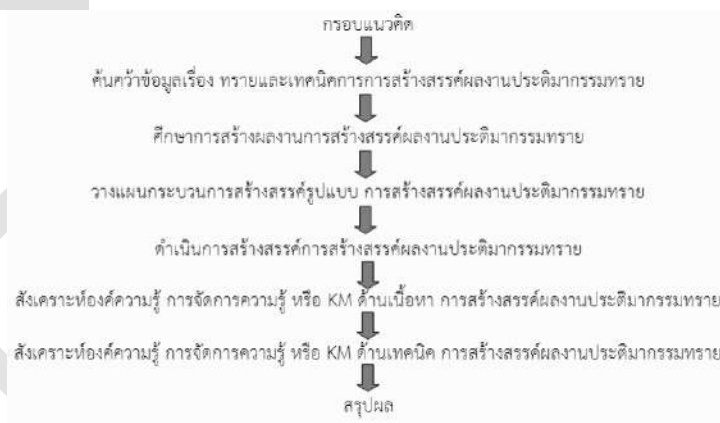 กรอบแนวคิด
ค้นคว้าข้อมูลเรื่อง ทรายและเทคนิคการการสร้างสรรค์ผลงานประติมากรรมทราย
ศึกษาการสร้างผลงานการสร้างสรรค์ผลงานประติมากรรมทราย
วางแผนกระบวนการสร้างสรรค์รูปแบบ การสร้างสรรค์ผลงานประติมากรรมทราย
ดำเนินการสร้างสรรค์การสร้างสรรค์ผลงานประติมากรรมทราย
สังเคราะห์องค์ความรู้ การจัดการความรู้ หรือ KM ด้านเนื้อหา การสร้างสรรค์ผลงานประติมากรรมทราย
สังเคราะห์องค์ความรู้ การจัดการความรู้ หรือ KM ด้านเทคนิค การสร้างสรรค์ผลงานประติมากรรมทราย
สรุปผล